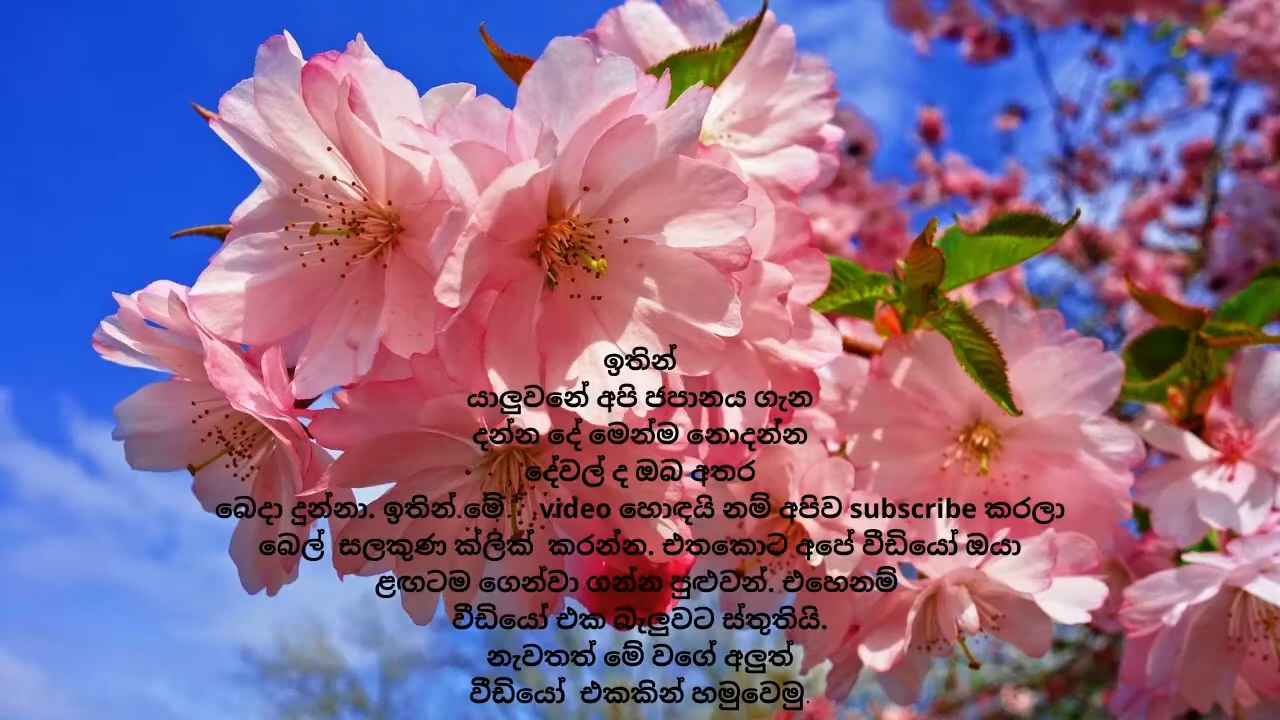 ඉතින්
යාලුවනේ අපි ජපානය ගැන
දන්න දේ මෙන්ම නොදන්න
දේවල් ද ඔබ අතර
බෙදා දුන්නා. ඉතින්.මේ video හොඳයි නම් අපිව subscribe කරලා
බෙල් සලකුණ ක්ලික් කරන්න. එතකොට අපේ වීඩියෝ ඔයා
ළඟටම ගෙන්වා ගන්න පුළුවන්. එහෙනම්
වීඩියෝ එක බැලුවට ස්තුතියි.
නැවතත් මේ වගේ අලුත්
වීඩියෝ එකකින් හමුවෙමු.